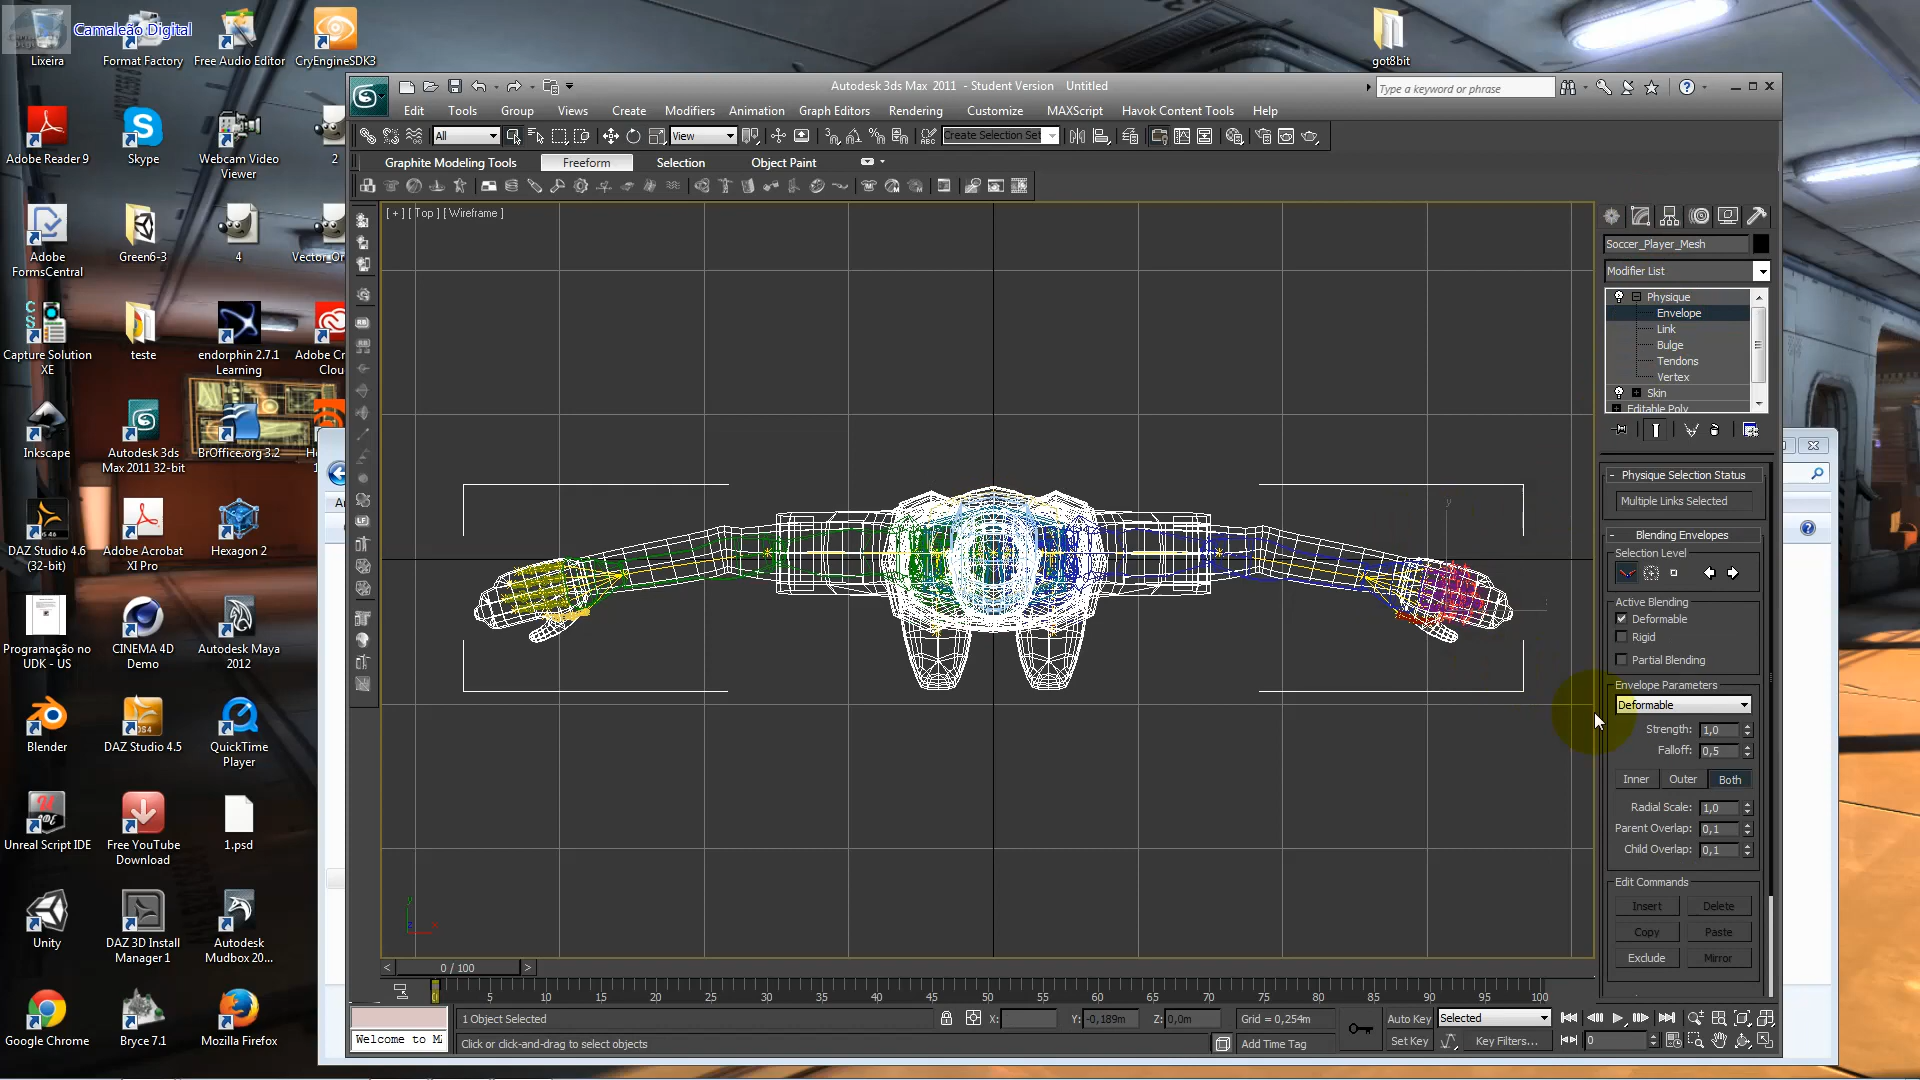 Camaleão Digital
Lixeira
Format Factory
Free Audio Editor
CryEngineSDK3
got8bit
Adobe Reader 9
Skype
Webcam Video
Viewer
2
Adobe
FormsCentral
Green6-3
4
Vector_Or
Capture Solution
XE
teste
endorphin 2.7.1
Learning
Adobe Cr
Clou
Inkscape
Autodesk 3ds
Max 2011 32-bit
BrOffice.org 3.2
DAZ Studio 4.6
(32-bit)
Adobe Acrobat
XI Pro
Hexagon 2
Programação no
UDK - US
CINEMA 4D
Demo
Autodesk Maya
2012
Blender
DAZ Studio 4.5
QuickTime
Player
Unreal Script IDE
Free YouTube
Download
1.psd
Unity
DAZ 3D Install
Manager 1
Autodesk
Mudbox 20...
Google Chrome
Bryce 7.1
Mozilla Firefox
Autodesk 3ds Max 2011 - Student Version Untitled
Type a keyword or phrase
Edit Tools Group Views Create Modifiers Animation Graph Editors Rendering Customize MAXScript Havok Content Tools Help
All
View
Create Selection Se
Graphite Modeling Tools Freeform Selection Object Paint
[ + ] [ Top ] [ Wireframe ]
Soccer_Player_Mesh
Modifier List
Physique
Envelope
Link
Bulge
Tendons
Vertex
Skin
Editable Poly
Physique Selection Status
Multiple Links Selected
Blending Envelopes
Selection Level
Active Blending
Deformable
Rigid
Partial Blending
Envelope Parameters
Deformable
Strength: 1,0
Falloff: 0,5
Inner Outer Both
Radial Scale: 1,0
Parent Overlap: 0,1
Child Overlap: 0,1
Edit Commands
Insert Delete
Copy Paste
Exclude Mirror
< 0 / 100 >
0 5 10 15 20 25 30 35 40 45 50 55 60 65 70 75 80 85 90 95 100
1 Object Selected
X: Y: -0,189m Z: 0,0m Grid = 0,254m
Auto Key Selected
Welcome to M
Click or click-and-drag to select objects
Add Time Tag
Set Key Key Filters... 0